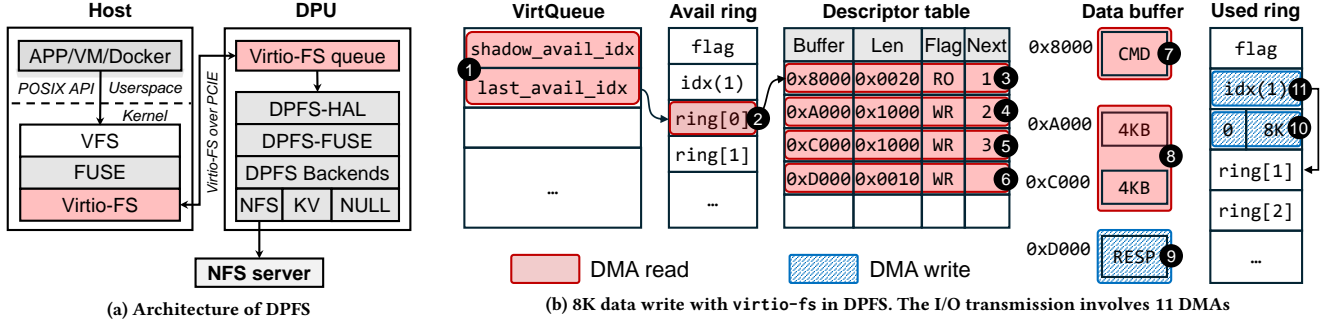 Host
DPU
APP/VM/Docker
POSIX API
Userspace
Kernel
VFS
FUSE
Virtio-FS
Virtio-FS over PCIE
Virtio-FS queue
DPFS-HAL
DPFS-FUSE
DPFS Backends
NFS KV NULL
NFS server
(a) Architecture of DPFS
VirtQueue
shadow_avail_idx
1
last_avail_idx
...
Avail ring
flag
idx(1)
ring[0] 2
ring[1]
...
Descriptor table
Buffer Len Flag Next
0x8000 0x0020 RO 1 3
0xA000 0x1000 WR 2 4
0xC000 0x1000 WR 3 5
0xD000 0x0010 WR 6
Data buffer
0x8000 CMD 7
0xA000 4KB
8
0xC000 4KB
0xD000 RESP 9
Used ring
flag
idx(1) 11
0 8K 10
ring[1]
ring[2]
...
DMA read
DMA write
(b) 8K data write with virtio-fs in DPFS. The I/O transmission involves 11 DMAs